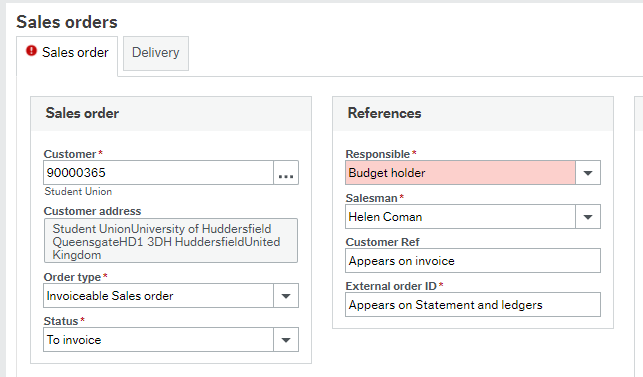 Sales orders
Sales order
Delivery
Sales order
Customer*
90000365
...
Student Union
Customer address
Student UnionUniversity of Huddersfield
QueensgateHD1 3DH HuddersfieldUnited
Kingdom
Order type*
Invoiceable Sales order
Status*
To invoice
References
Responsible*
Budget holder
Salesman*
Helen Coman
Customer Ref
Appears on invoice
External order ID*
Appears on Statement and ledgers